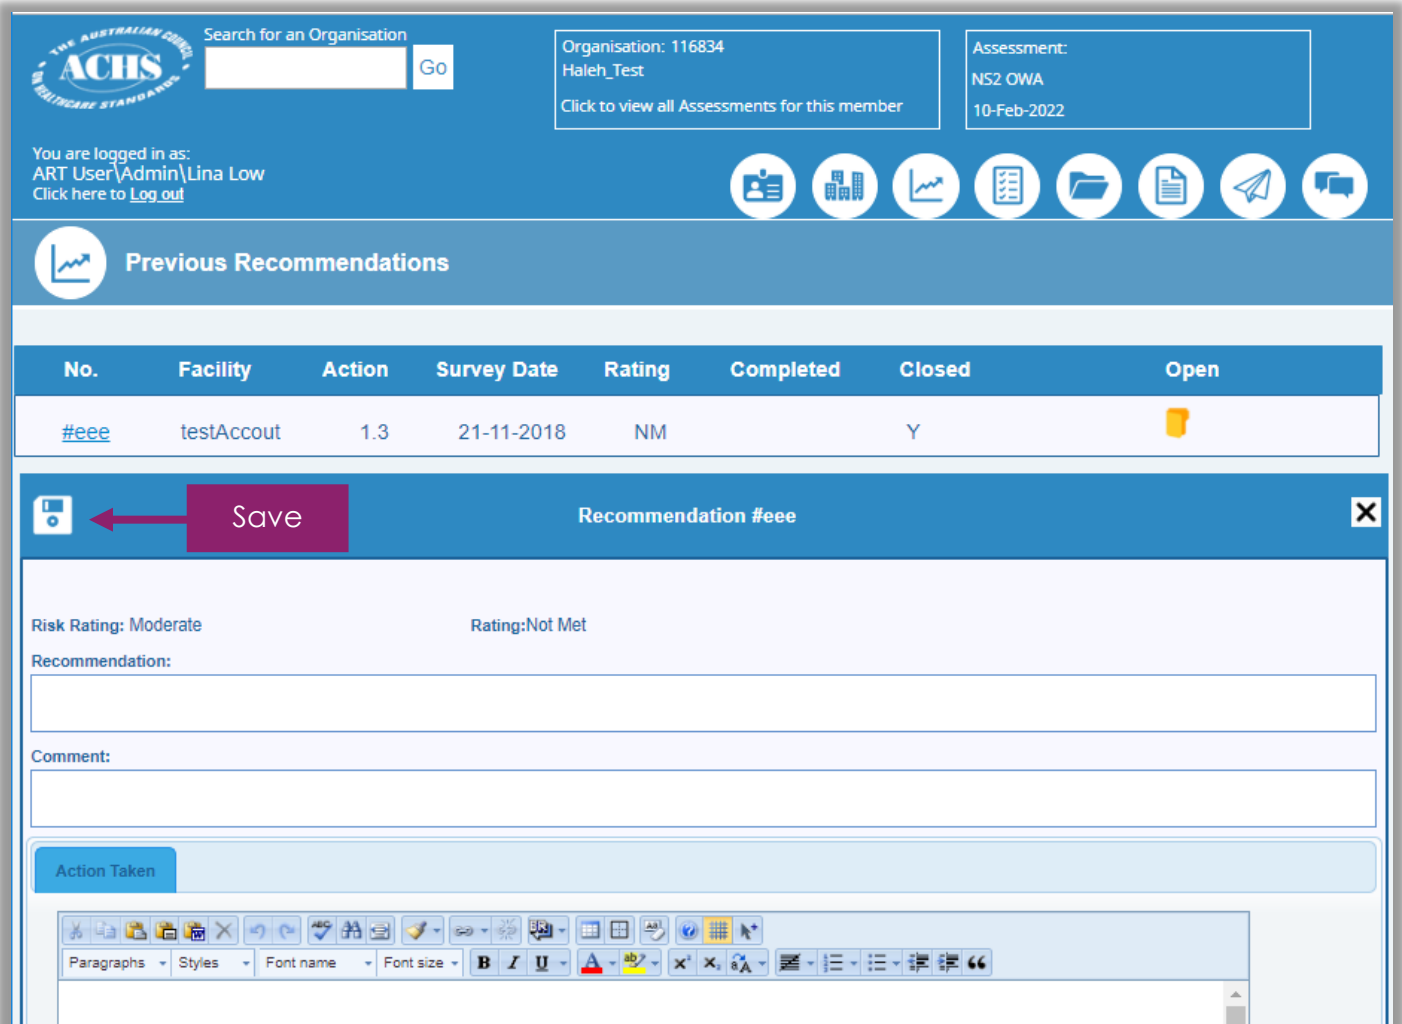 THE AUSTRALIAN COUNCIL
ACHS
ON HEALTHCARE STANDARDS
Search for an Organisation
Go
Organisation: 116834
Haleh_Test
Click to view all Assessments for this member
Assessment:
NS2 OWA
10-Feb-2022
You are logged in as:
ART User\Admin\Lina Low
Click here to Log out
Previous Recommendations
No. Facility Action Survey Date Rating Completed Closed Open
#eee testAccout 1.3 21-11-2018 NM Y
Save
Recommendation #eee
Risk Rating: Moderate Rating:Not Met
Recommendation:
Comment:
Action Taken
Paragraphs Styles Font name Font size B I U A